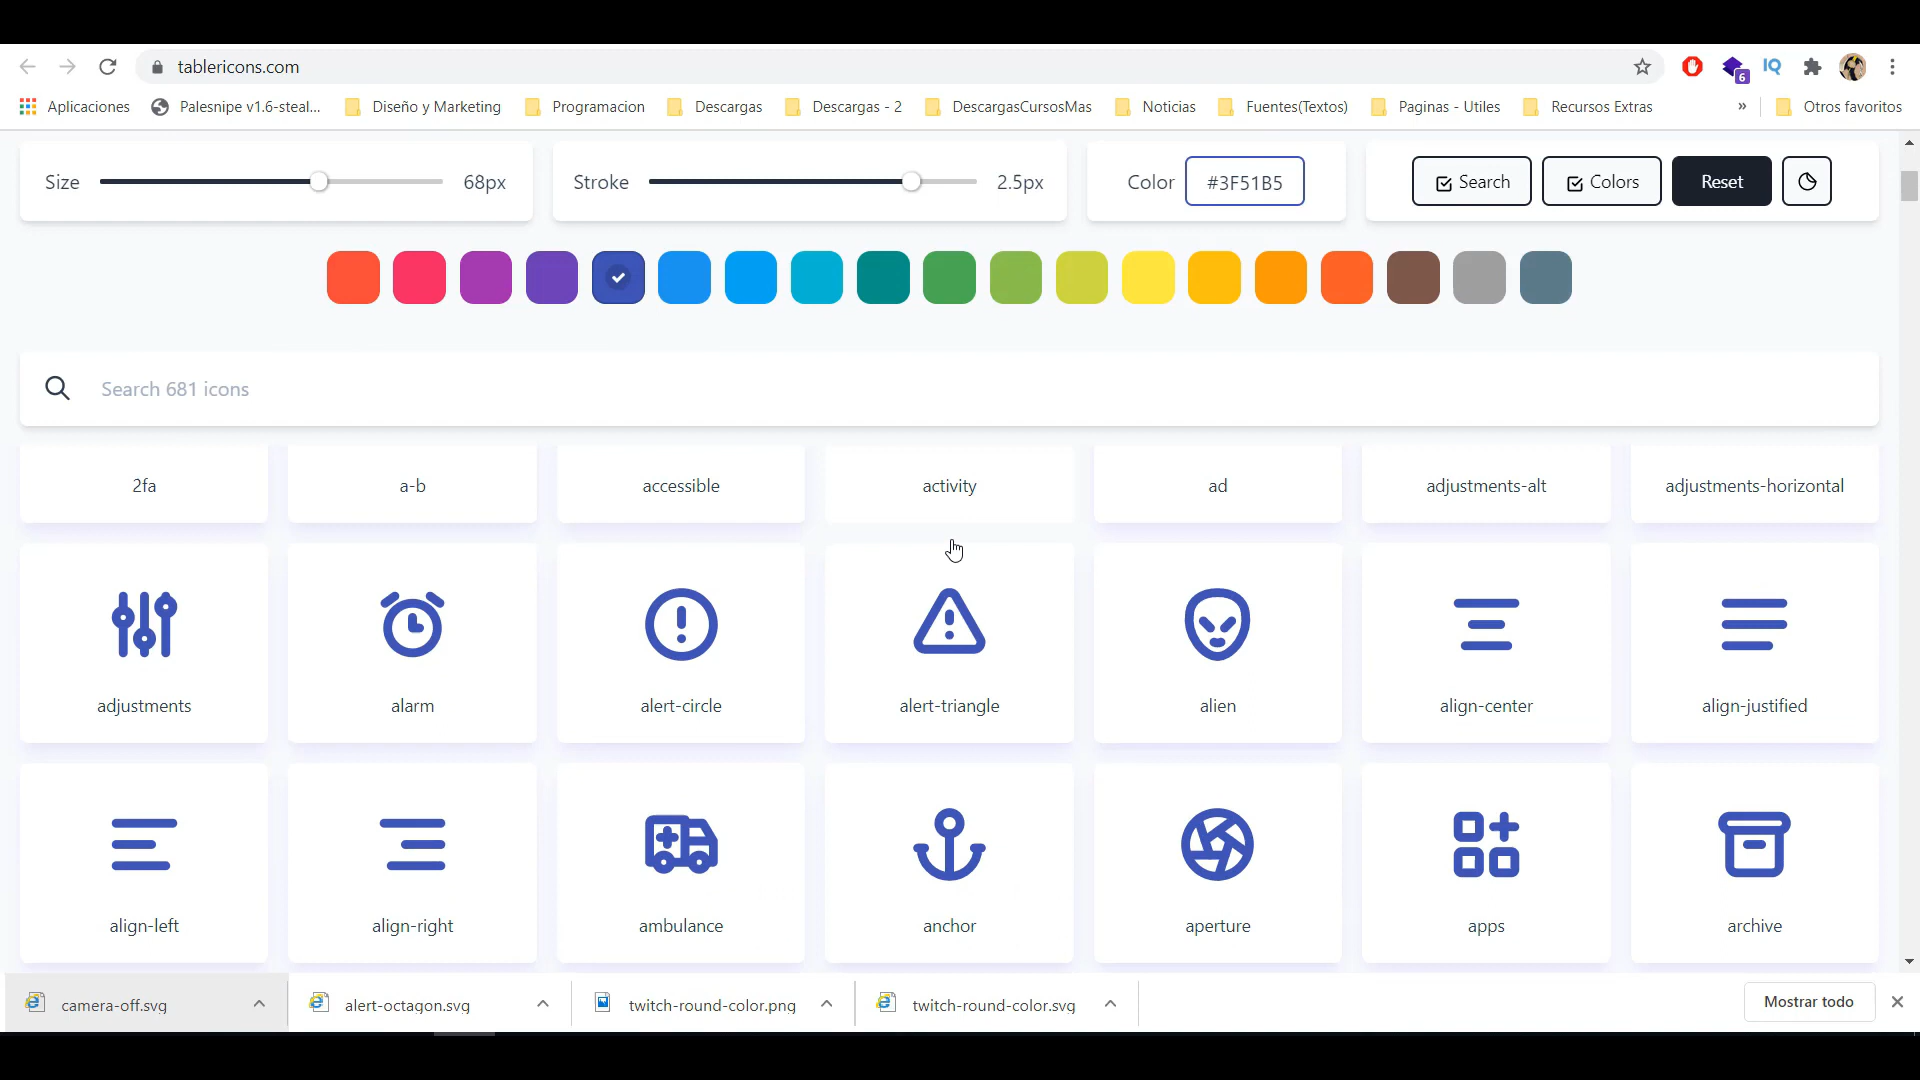 tablericons.com
6
IQ
Aplicaciones
Palesnipe v1.6-steal...
Diseño y Marketing
Programacion
Descargas
Descargas - 2
DescargasCursosMas
Noticias
Fuentes(Textos)
Paginas - Utiles
Recursos Extras
»
Otros favoritos
Size
68px
Stroke
2.5px
Color
#3F51B5
Search
Colors
Reset
Search 681 icons
2fa
a-b
accessible
activity
ad
adjustments-alt
adjustments-horizontal
adjustments
alarm
alert-circle
alert-triangle
alien
align-center
align-justified
align-left
align-right
ambulance
anchor
aperture
apps
archive
camera-off.svg
alert-octagon.svg
twitch-round-color.png
twitch-round-color.svg
Mostrar todo